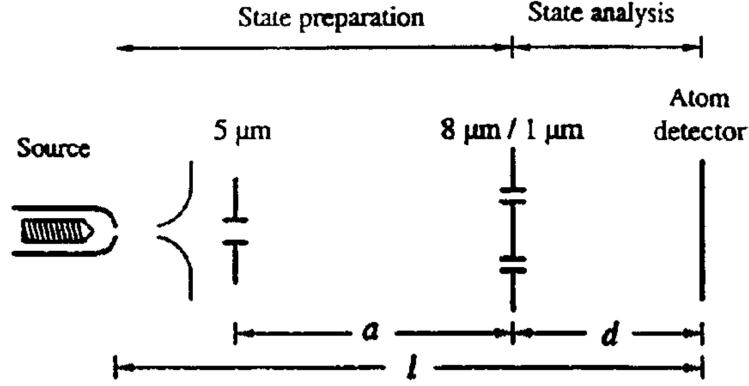 State preparation
State analysis
Source
5 µm
8 µm / 1 µm
Atom
detector
a
d
l